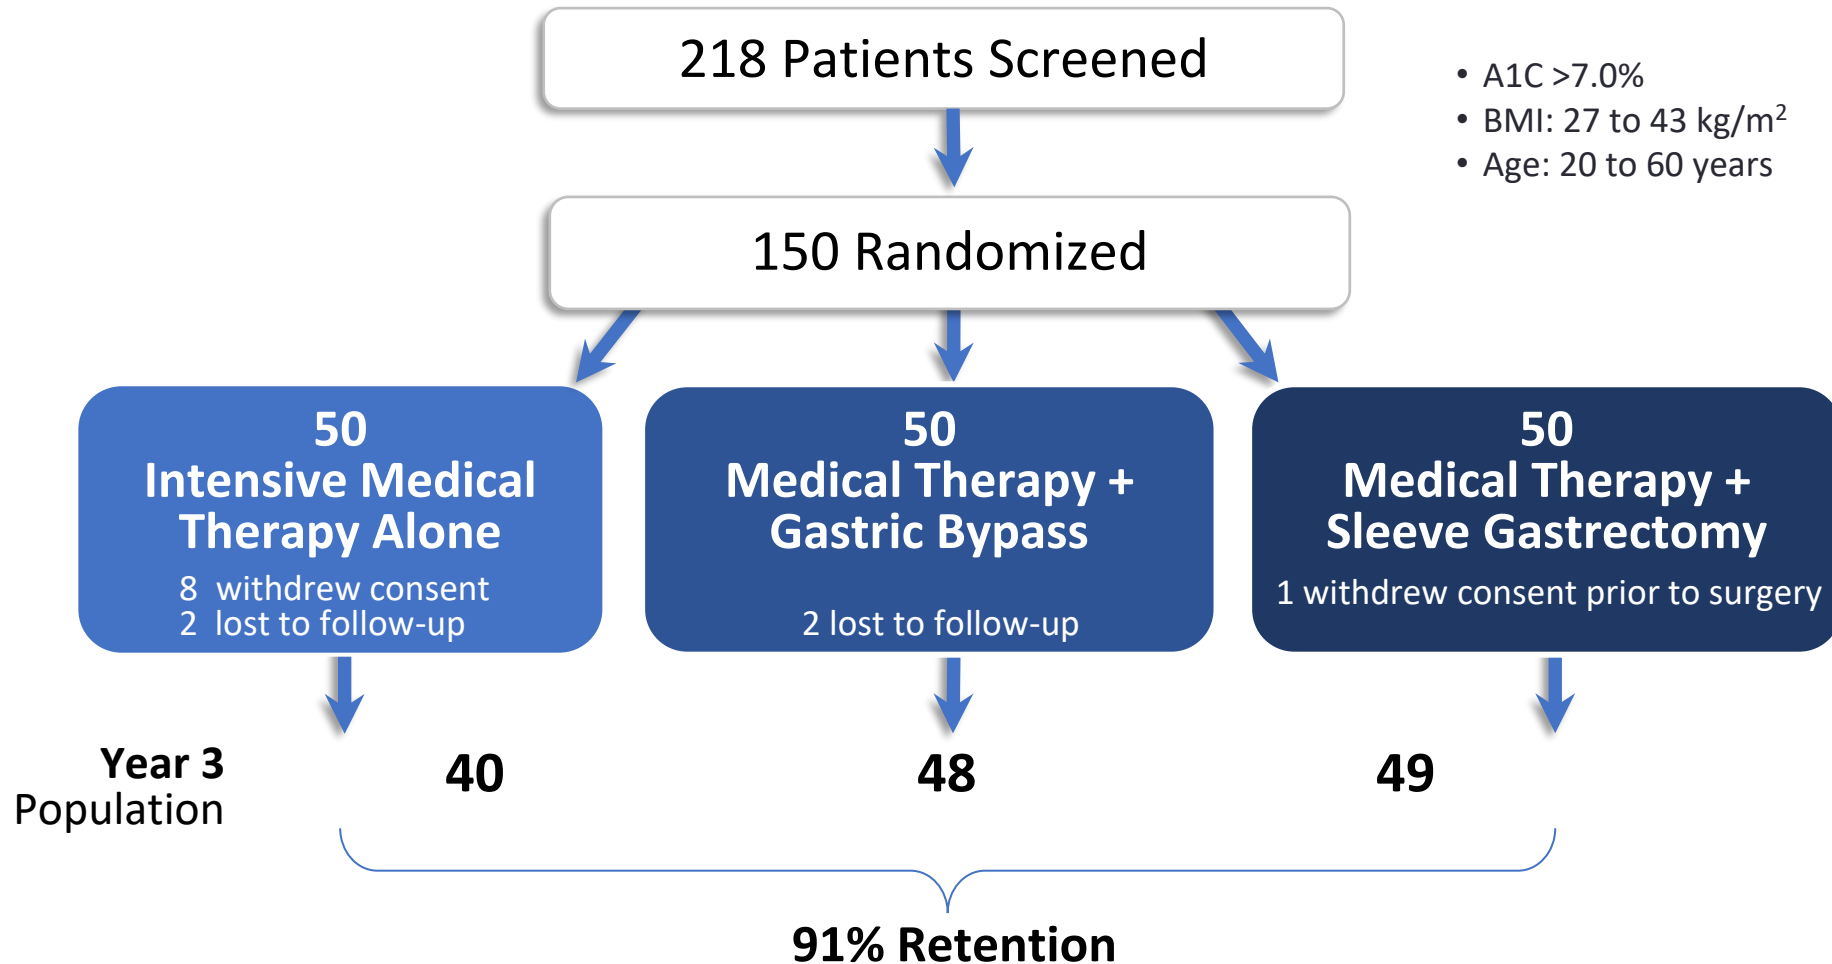 218 Patients Screened
• A1C >7.0%
• BMI: 27 to 43 kg/m²
• Age: 20 to 60 years
150 Randomized
50
Intensive Medical
Therapy Alone
8 withdrew consent
2 lost to follow-up
50
Medical Therapy +
Gastric Bypass
2 lost to follow-up
50
Medical Therapy +
Sleeve Gastrectomy
1 withdrew consent prior to surgery
Year 3
Population
40
48
49
91% Retention